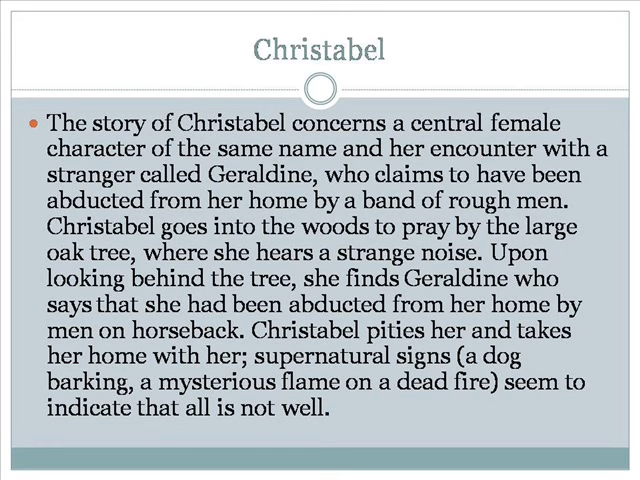 Christabel
• The story of Christabel concerns a central female
character of the same name and her encounter with a
stranger called Geraldine, who claims to have been
abducted from her home by a band of rough men.
Christabel goes into the woods to pray by the large
oak tree, where she hears a strange noise. Upon
looking behind the tree, she finds Geraldine who
says that she had been abducted from her home by
men on horseback. Christabel pities her and takes
her home with her; supernatural signs (a dog
barking, a mysterious flame on a dead fire) seem to
indicate that all is not well.